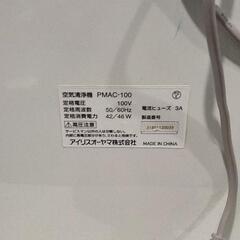 空気清浄機 PMAC-100
定格電圧 100V
定格周波数 50/60Hz
定格消費電力 42/46W
電流ヒューズ 3A
製造番号
注意
アイリスオーヤマ株式会社
MADE IN CHINA